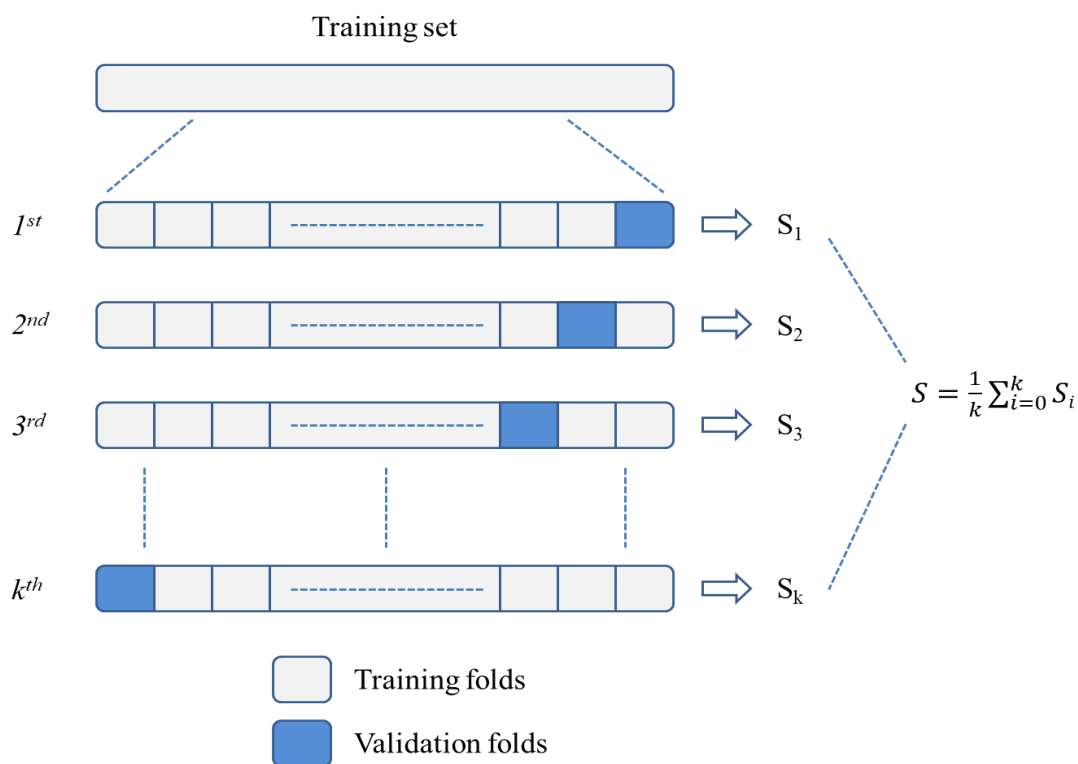 Training set
1st
S1
2nd
S2
S = 1/k ∑_{i=0}^{k} S_i
3rd
S3
kth
Sk
Training folds
Validation folds